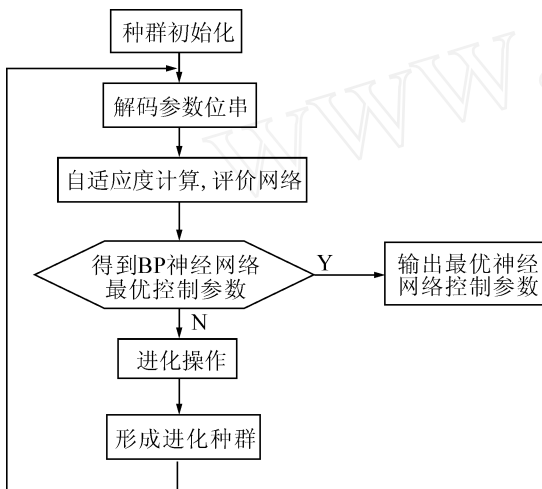 种群初始化
解码参数位串
自适应度计算,评价网络
得到BP神经网络
最优控制参数
Y
输出最优神经
网络控制参数
N
进化操作
形成进化种群
www.